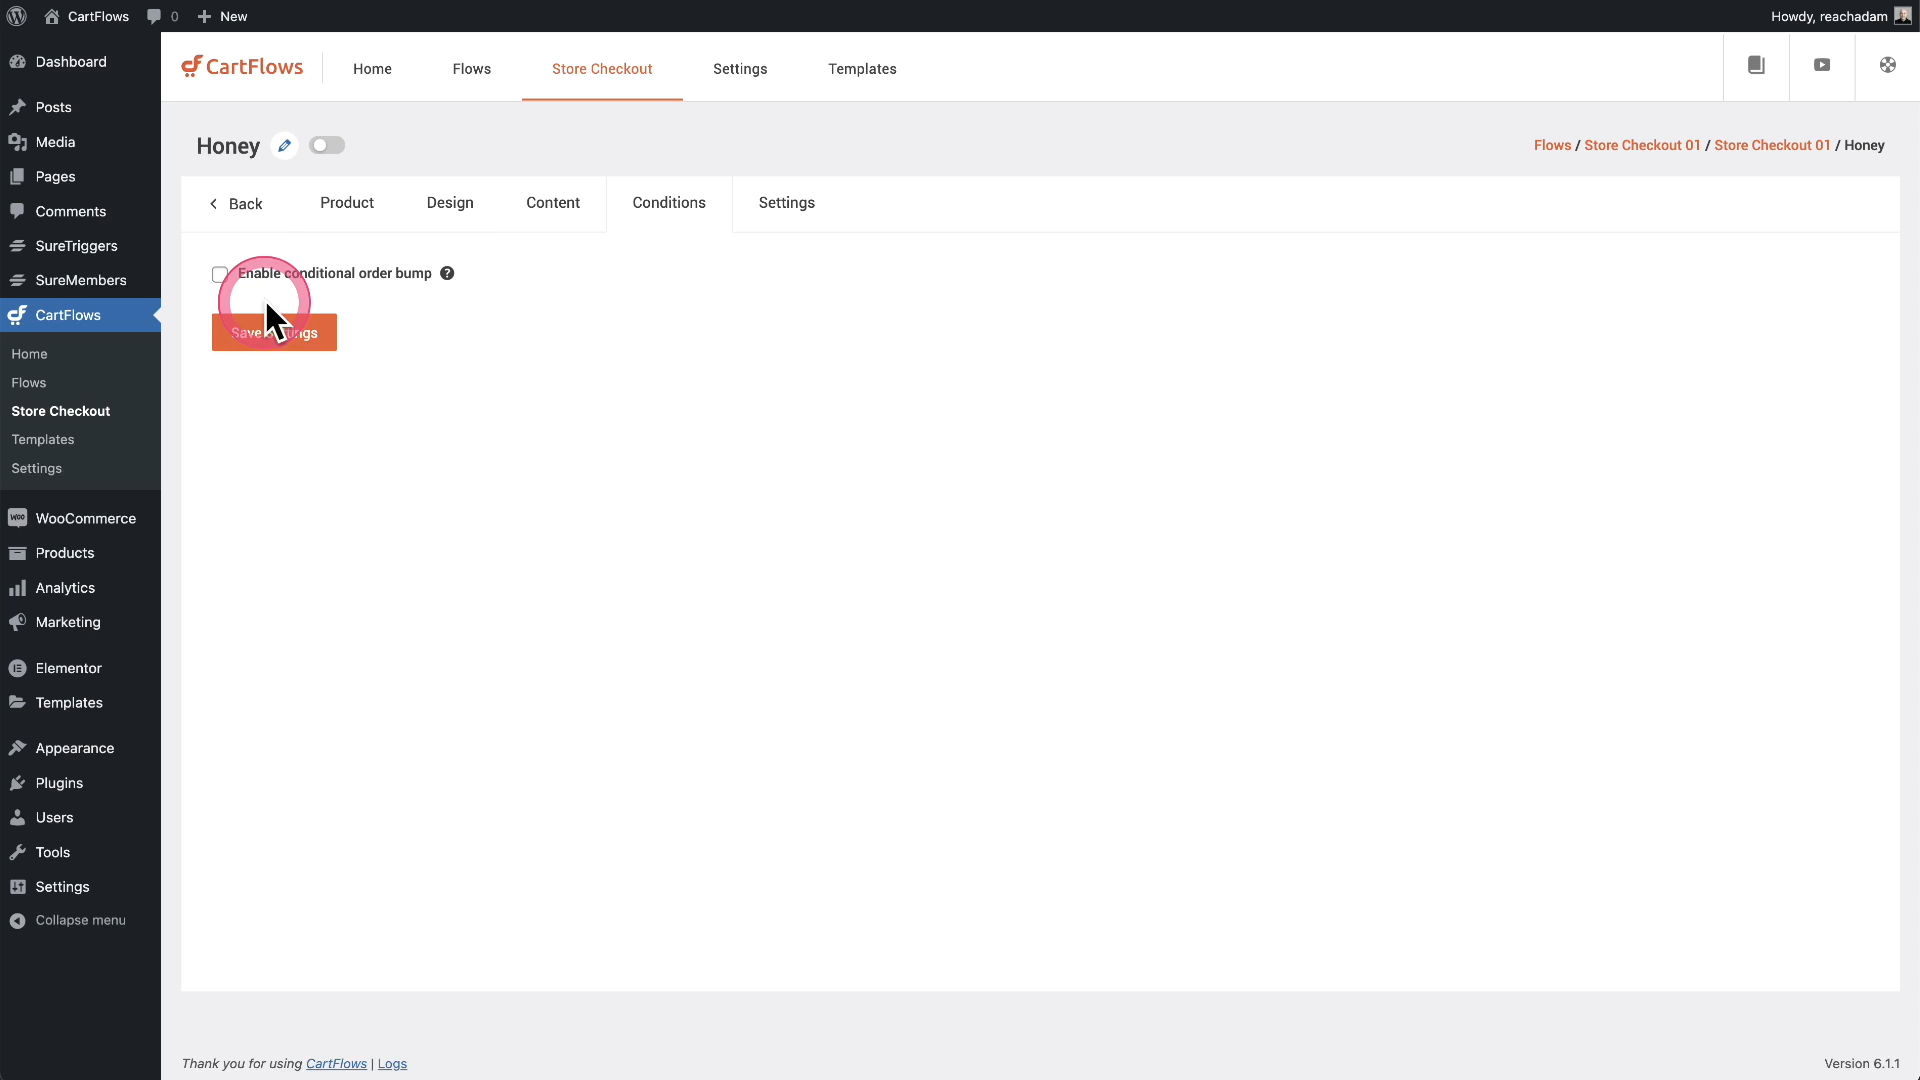 CartFlows 0 New Howdy, reachadam
Dashboard
Posts
Media
Pages
Comments
SureTriggers
SureMembers
CartFlows
Home
Flows
Store Checkout
Templates
Settings
WooCommerce
Products
Analytics
Marketing
Elementor
Templates
Appearance
Plugins
Users
Tools
Settings
Collapse menu
CartFlows Home Flows Store Checkout Settings Templates
Honey Flows / Store Checkout 01 / Store Checkout 01 / Honey
Back Product Design Content Conditions Settings
Enable conditional order bump ?
Save Settings
Thank you for using CartFlows | Logs Version 6.1.1